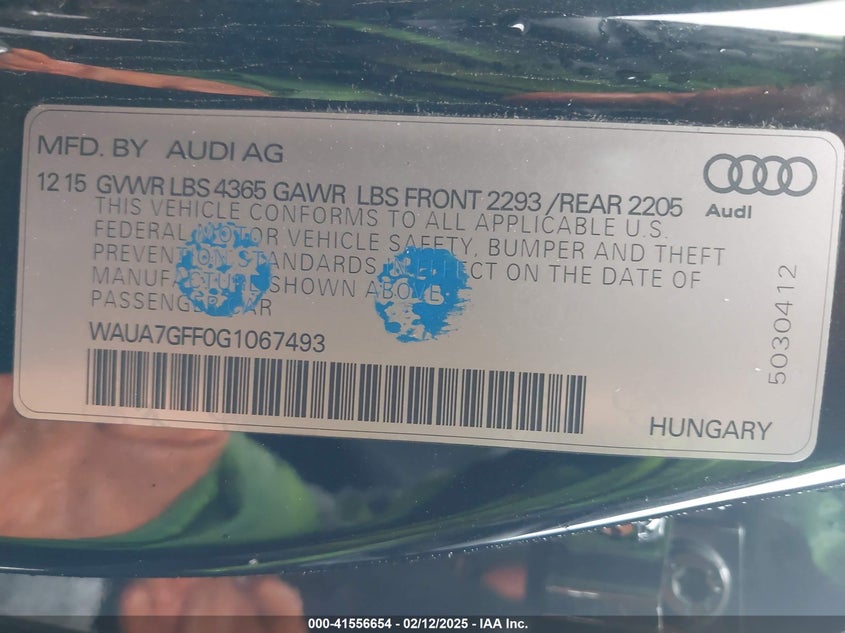 MFD. BY AUDI AG
12 15 GVWR LBS 4365 GAWR LBS FRONT 2293 /REAR 2205
Audi
THIS VEHICLE CONFORMS TO ALL APPLICABLE U.S.
FEDERAL MOTOR VEHICLE SAFETY, BUMPER AND THEFT
PREVENTION STANDARDS IN EFFECT ON THE DATE OF
MANUFACTURE SHOWN ABOVE
PASSENGER CAR
WAUA7GFF0G1067493
5030412
HUNGARY
000-41556654 - 02/12/2025 - IAA Inc.